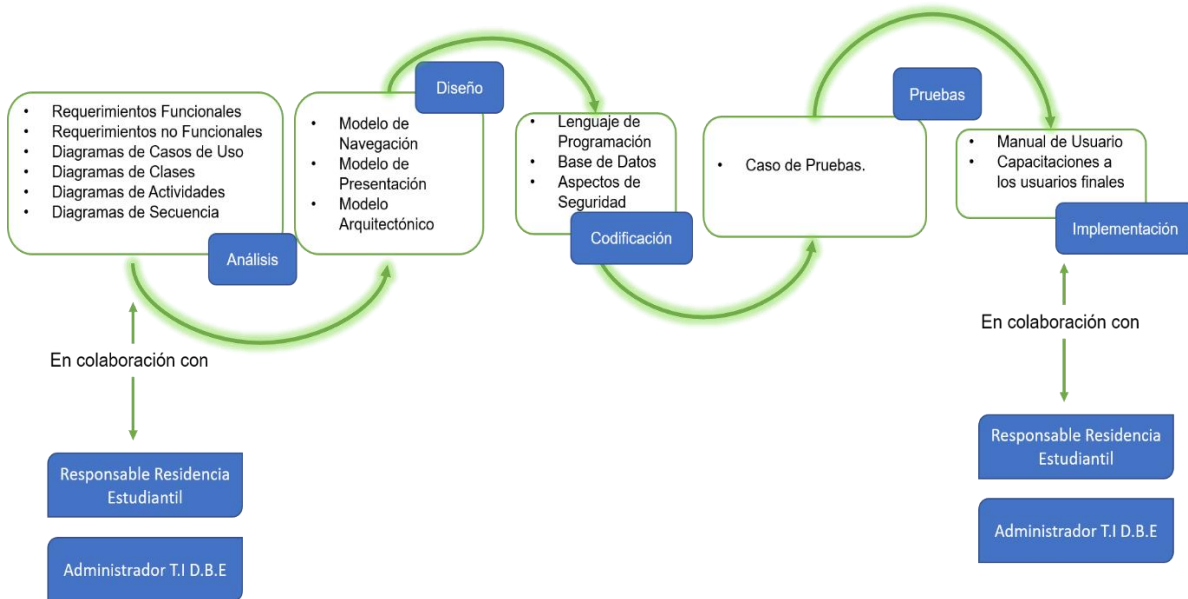 • Requerimientos Funcionales
• Requerimientos no Funcionales
• Diagramas de Casos de Uso
• Diagramas de Clases
• Diagramas de Actividades
• Diagramas de Secuencia
Análisis
Diseño
• Modelo de
Navegación
• Modelo de
Presentación
• Modelo
Arquitectónico
• Lenguaje de
Programación
• Base de Datos
• Aspectos de
Seguridad
Codificación
Pruebas
• Caso de Pruebas.
• Manual de Usuario
• Capacitaciones a
los usuarios finales
Implementación
En colaboración con
Responsable Residencia
Estudiantil
Administrador T.I D.B.E
En colaboración con
Responsable Residencia
Estudiantil
Administrador T.I D.B.E